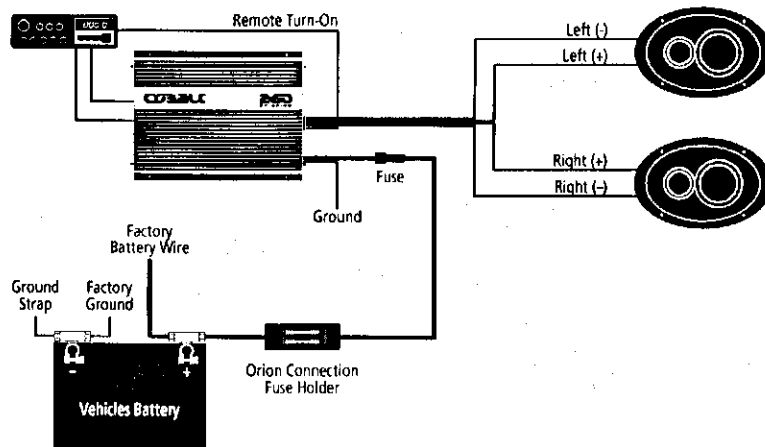 Remote Turn-On
Left (-)
Left (+)
Right (+)
Right (-)
Fuse
Ground
Factory
Battery Wire
Ground
Strap
Factory
Ground
-
+
Orion Connection
Fuse Holder
Vehicles Battery